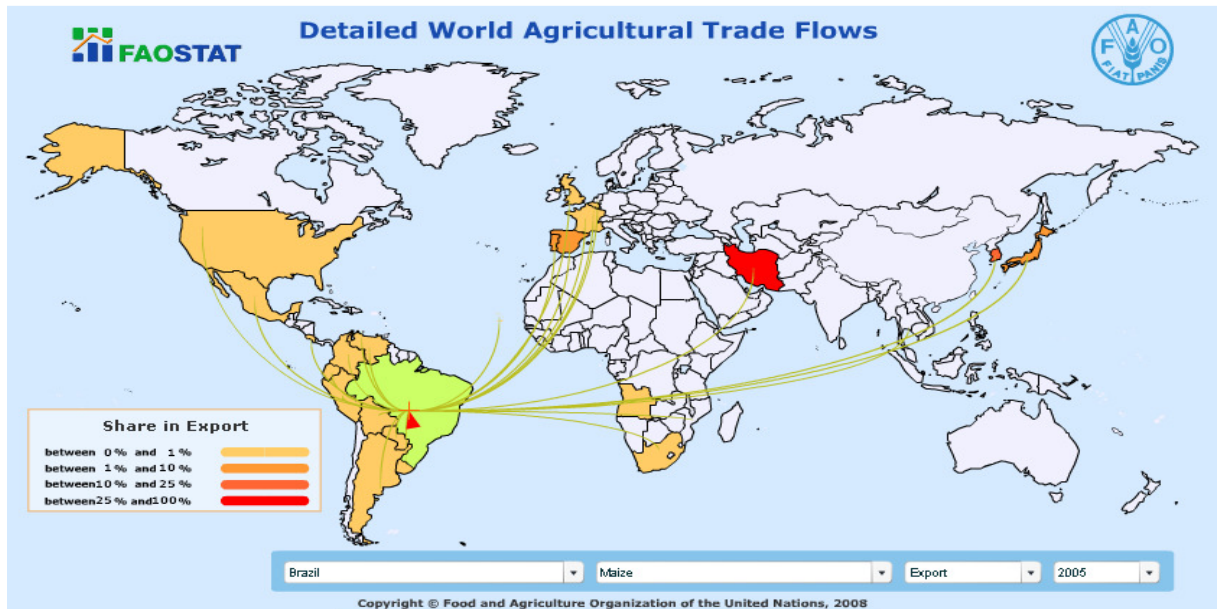 Detailed World Agricultural Trade Flows
FAOSTAT
F A O
FIAT PANIS
Share in Export
between 0% and 1%
between 1% and 10%
between10% and 25%
between25% and100%
Brazil
Maize
Export
2005
Copyright © Food and Agriculture Organization of the United Nations, 2008